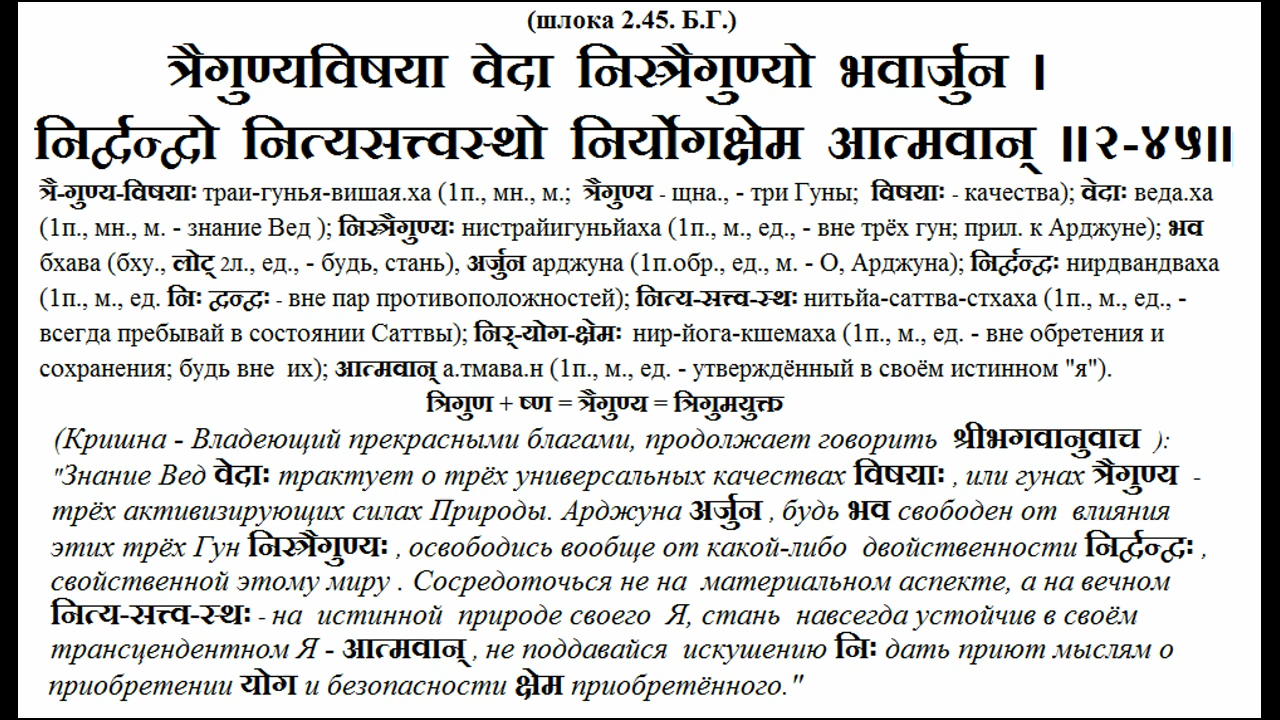 (шлока 2.45. Б.Г.)
त्रैगुण्यविषया वेदा निस्त्रैगुण्यो भवार्जुन ।
निर्द्वन्द्वो नित्यसत्त्वस्थो निर्योगक्षेम आत्मवान् ॥२-४५॥
त्रै-गुण्य-विषयाः траи-гунья-вишая.ха (1п., мн., м.; त्रैगुण्य - щна., - три Гуны; विषयाः - качества); वेदाः веда.ха
(1п., мн., м. - знание Вед ); निस्त्रैगुण्यः нистрайигуньйаха (1п., м., ед., - вне трёх гун; прил. к Арджуне); भव
бхава (бху., लोट् 2л., ед., - будь, стань), अर्जुन арджуна (1п.обр., ед., м. - О, Арджуна); निर्द्वन्द्वः нирдвандваха
(1п., м., ед. निः द्वन्द्वः - вне пар противоположностей); नित्य-सत्त्व-स्थः нитьйа-саттва-стхаха (1п., м., ед., -
всегда пребывай в состоянии Саттвы); निर्-योग-क्षेमः нир-йога-кшемаха (1п., м., ед. - вне обретения и
сохранения; будь вне их); आत्मवान् а.тмава.н (1п., м., ед. - утверждённый в своём истинном "я").
त्रिगुण + ष्ण = त्रैगुण्य = त्रिगुमयुक्त
(Кришна - Владеющий прекрасными благами, продолжает говорить श्रीभगवानुवाच ):
"Знание Вед वेदाः трактует о трёх универсальных качествах विषयाः , или гунах त्रैगुण्य -
трёх активизирующих силах Природы. Арджуна अर्जुन , будь भव свободен от влияния
этих трёх Гун निस्त्रैगुण्यः , освободись вообще от какой-либо двойственности निर्द्वन्द्वः ,
свойственной этому миру . Сосредоточься не на материальном аспекте, а на вечном
नित्य-सत्त्व-स्थः - на истинной природе своего Я, стань навсегда устойчив в своём
трансцендентном Я - आत्मवान् , не поддавайся искушению निः дать приют мыслям о
приобретении योग и безопасности क्षेम приобретённого."